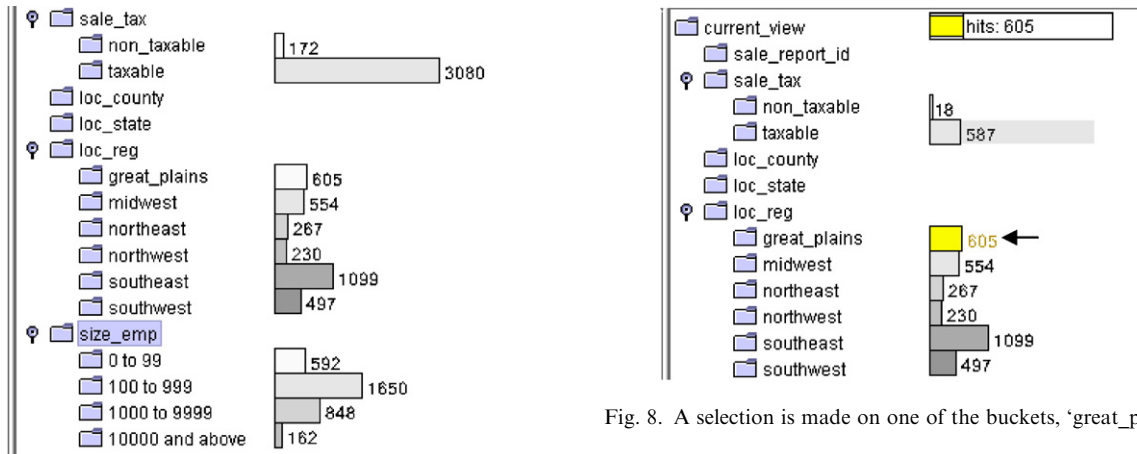 sale_tax
non_taxable 172
taxable 3080
loc_county
loc_state
loc_reg
great_plains 605
midwest 554
northeast 267
northwest 230
southeast 1099
southwest 497
size_emp
0 to 99 592
100 to 999 1650
1000 to 9999 848
10000 and above 162
current_view hits: 605
sale_report_id
sale_tax
non_taxable 18
taxable 587
loc_county
loc_state
loc_reg
great_plains 605
midwest 554
northeast 267
northwest 230
southeast 1099
southwest 497
Fig. 8. A selection is made on one of the buckets, ‘great_p